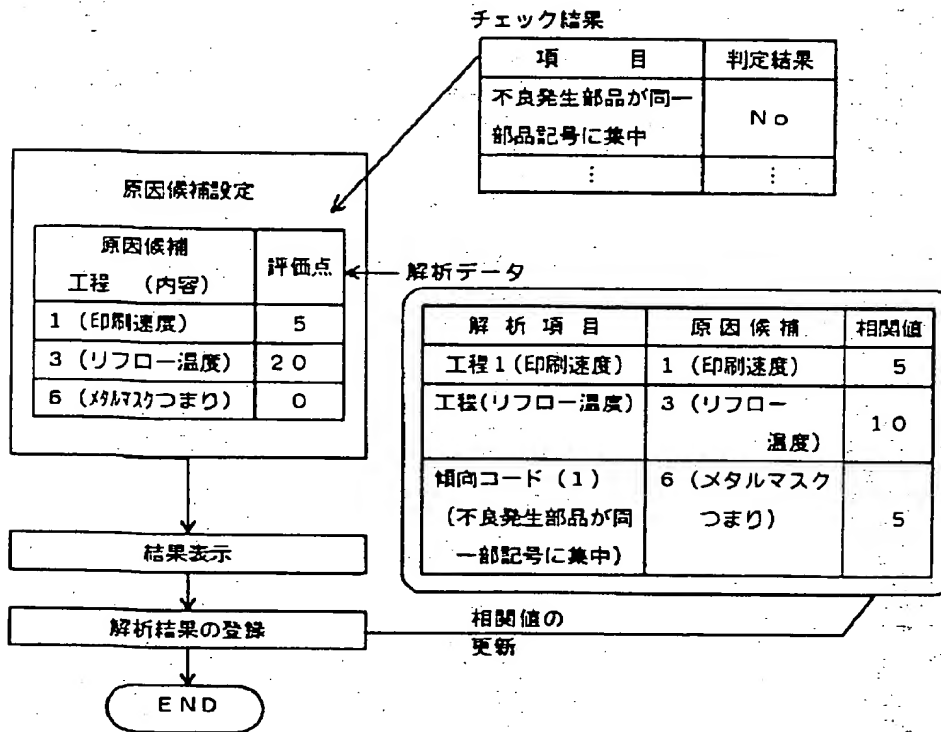 チェック結果
項 目 判定結果
不良発生部品が同一
部品記号に集中
No
⋮ ⋮
原因候補設定
原因候補
工程 (内容)
評価点
1 (印刷速度) 5
3 (リフロー温度) 20
6 (メタルマスクつまり) 0
解析データ
解析項目 原因候補 相関値
工程1(印刷速度) 1 (印刷速度) 5
工程(リフロー温度) 3 (リフロー
温度)
10
傾向コード (1)
(不良発生部品が同
一部記号に集中)
6 (メタルマスク
つまり)
5
結果表示
解析結果の登録
相関値の
更新
END